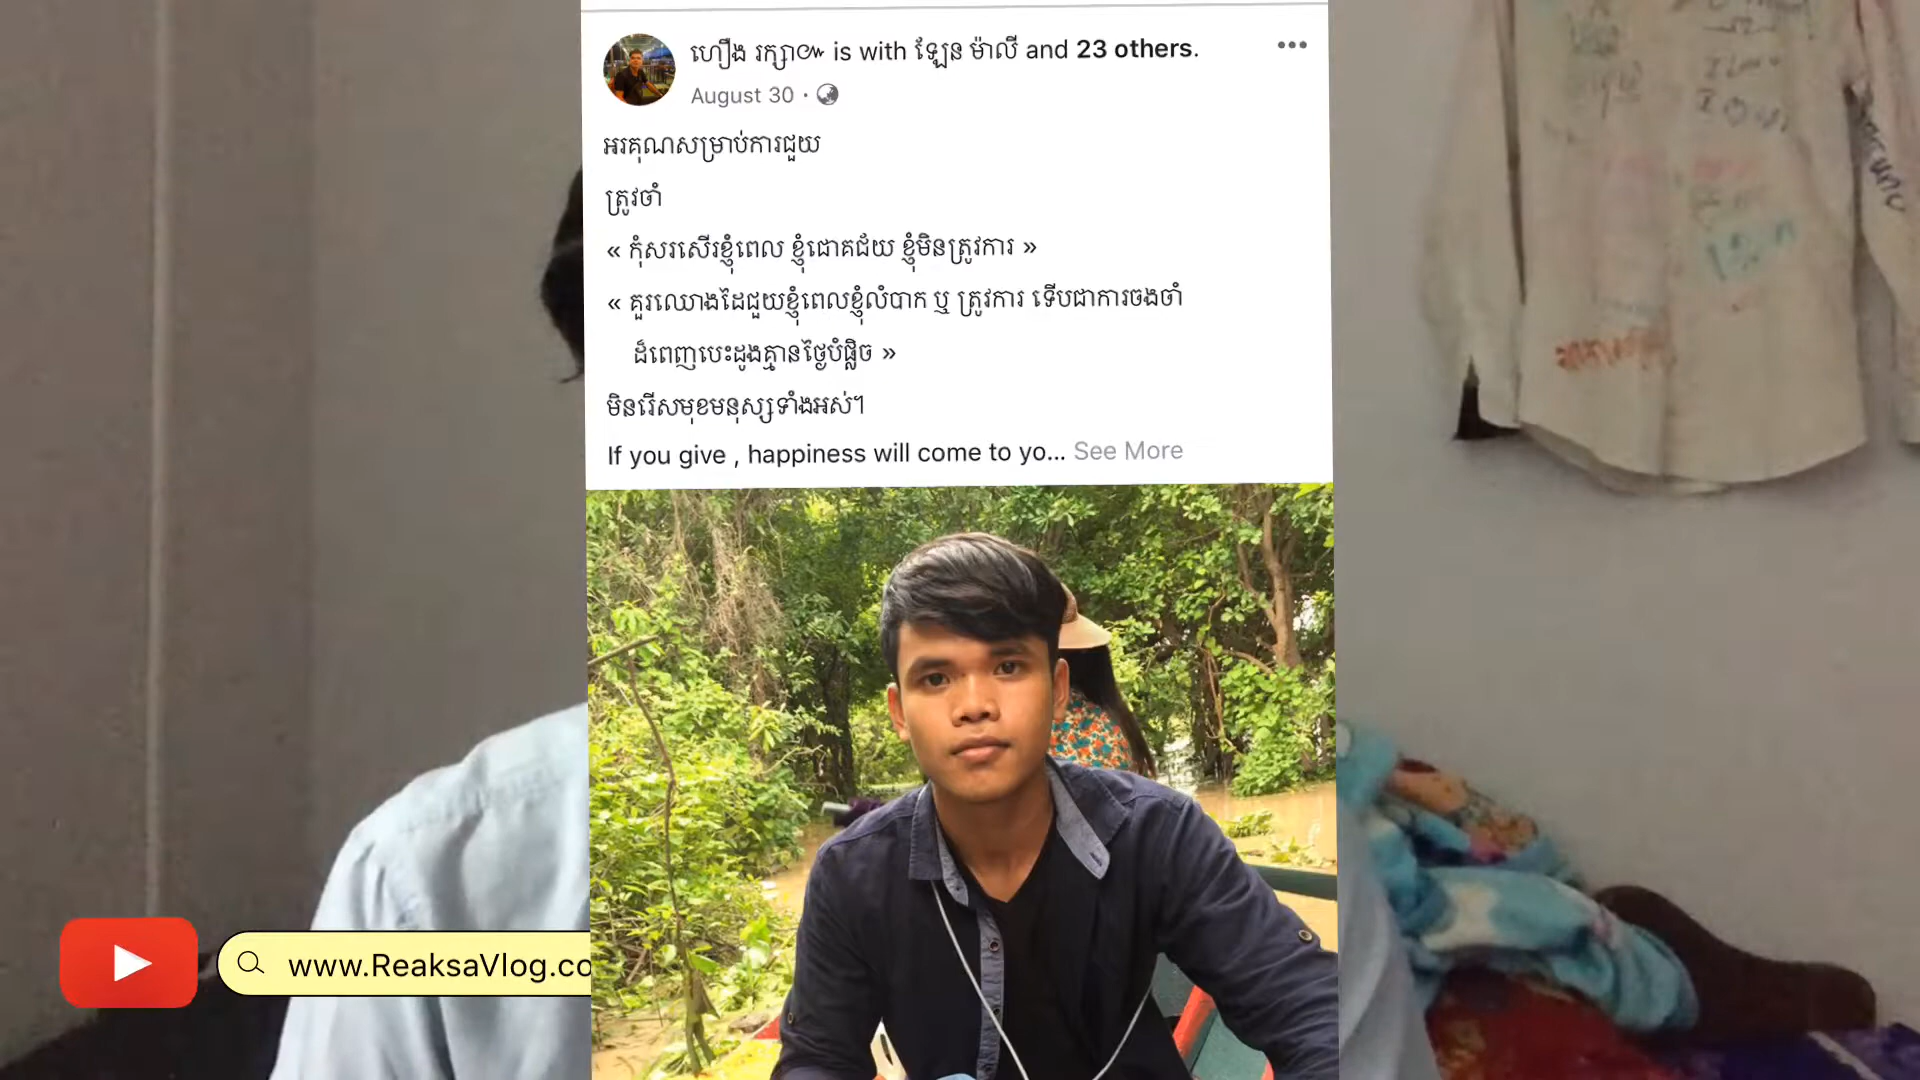 ហឿង រក្សា is with ឡែន ម៉ាលី and 23 others.
August 30
អរគុណសម្រាប់ការជួយ
ត្រូវចាំ
« កុំសរសើរខ្ញុំពេល ខ្ញុំជោគជ័យ ខ្ញុំមិនត្រូវការ »
« គួរឈោងដៃជួយខ្ញុំពេលខ្ញុំលំបាក ឬ ត្រូវការ ទើបជាការចងចាំ
ដ៏ពេញបេះដូងគ្មានថ្ងៃបំផ្លិច »
មិនរើសមុខមនុស្សទាំងអស់ៗ
If you give , happiness will come to yo... See More
www.ReaksaVlog.co